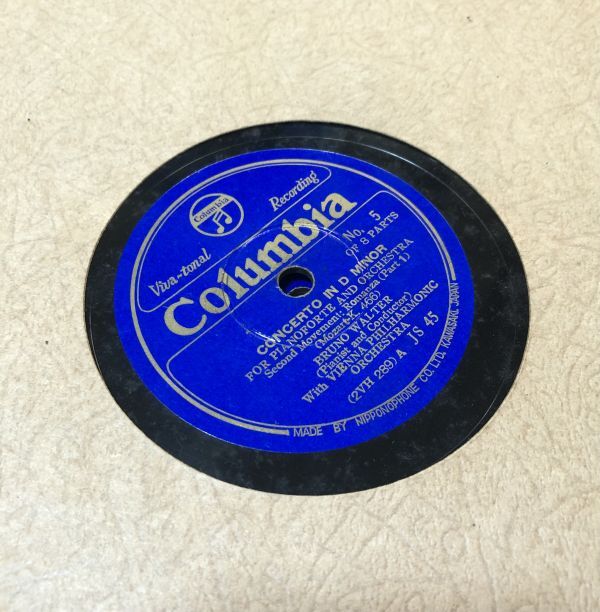 Columbia
Viva-tonal Recording
Columbia
No. 5
OF 8 PARTS
CONCERTO IN D MINOR
FOR PIANOFORTE AND ORCHESTRA
Second Movement: Romanza (Part 1)
(Mozart-K. 466)
BRUNO WALTER
(Pianist and Conductor)
With VIENNA PHILHARMONIC
ORCHESTRA
(2VH 289) A JS 45
MADE BY NIPPONOPHONE CO. LTD. KAWASAKI, JAPAN